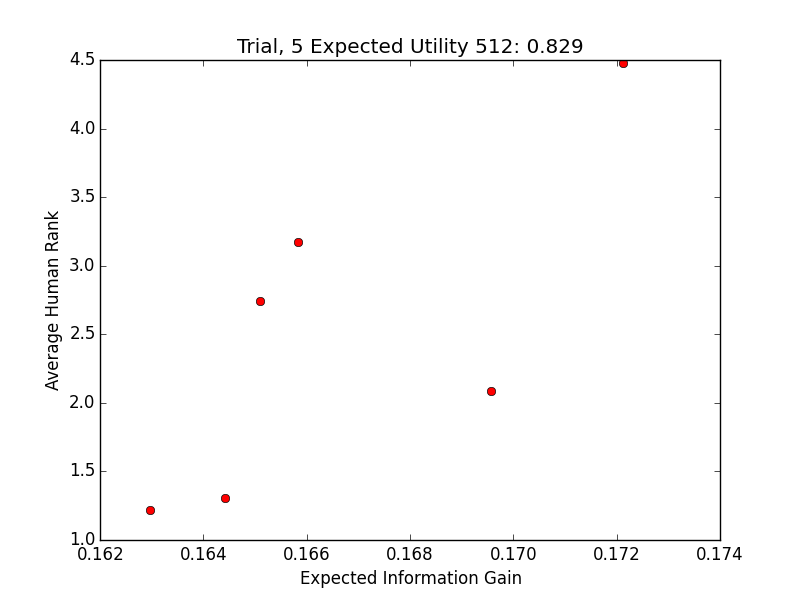 Trial, 5 Expected Utility 512: 0.829
4.5
4.0
3.5
3.0
2.5
2.0
1.5
1.0
Average Human Rank
0.162 0.164 0.166 0.168 0.170 0.172 0.174
Expected Information Gain